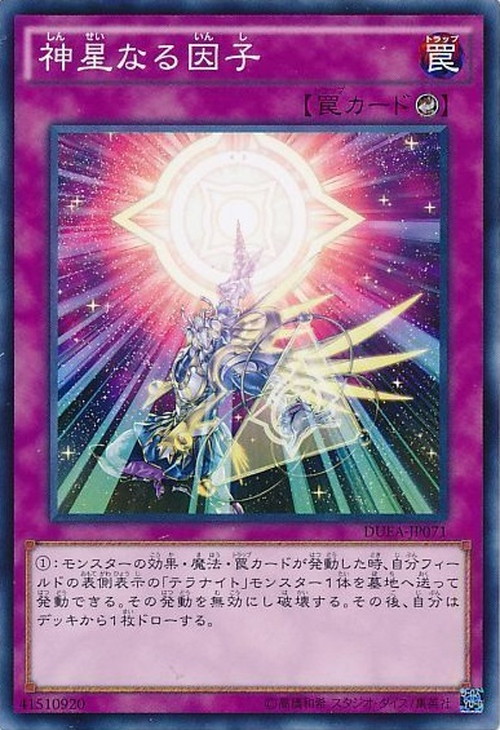 神星なる因子
罠
【罠カード】
DUEA-JP071
①:モンスターの効果・魔法・罠カードが発動した時、自分フィー
ルドの表側表示の「テラナイト」モンスター1体を墓地へ送って
発動できる。その発動を無効にし破壊する。その後、自分は
デッキから1枚ドローする。
41510920
©高橋和希 スタジオ・ダイス/集英社